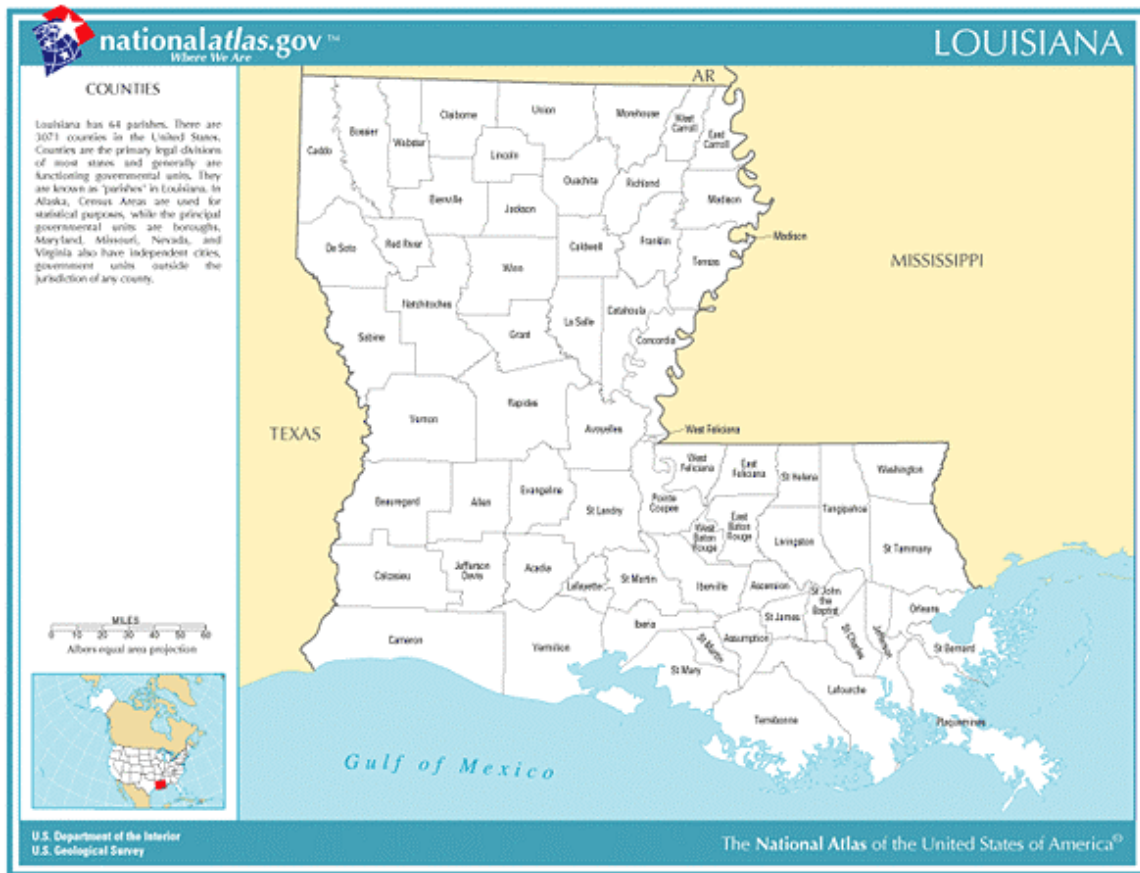 nationalatlas.gov ™
Where We Are
LOUISIANA
COUNTIES
Louisiana has 64 parishes. There are
3071 counties in the United States.
Counties are the primary legal divisions
of most states and generally are
functioning governmental units. They
are known as 'parishes' in Louisiana. In
Alaska, Census Areas are used for
statistical purposes, while the principal
governmental units are boroughs.
Maryland, Missouri, Nevada, and
Virginia also have independent cities,
government units outside the
jurisdiction of any county.
AR
Caddo
Bossier
Webster
Claiborne
Union
Morehouse
West
Carroll
East
Carroll
Lincoln
Ouachita
Richland
Madison
Bienville
Jackson
De Soto
Red River
Winn
Caldwell
Franklin
Tensas
Madison
MISSISSIPPI
Natchitoches
Sabine
Grant
La Salle
Catahoula
Concordia
TEXAS
Vernon
Rapides
Avoyelles
West Feliciana
Beauregard
Allen
Evangeline
St Landry
Pointe
Coupee
West
Feliciana
East
Feliciana
St Helena
Tangipahoa
Washington
West
Baton
Rouge
East
Baton
Rouge
Livingston
St Tammany
Calcasieu
Jefferson
Davis
Acadia
Lafayette
St Martin
Iberville
Ascension
St John
the
Baptist
St James
Orleans
Cameron
Vermilion
Iberia
St Martin
Assumption
St Charles
Jefferson
St Bernard
St Mary
Lafourche
Terrebonne
Plaquemines
MILES
0 10 20 30 40 50 60
Albers equal area projection
Gulf of Mexico
U.S. Department of the Interior
U.S. Geological Survey
The National Atlas of the United States of America©